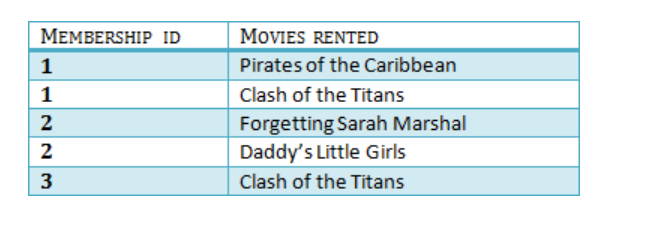 MEMBERSHIP ID MOVIES RENTED
1 Pirates of the Caribbean
1 Clash of the Titans
2 Forgetting Sarah Marshal
2 Daddy's Little Girls
3 Clash of the Titans